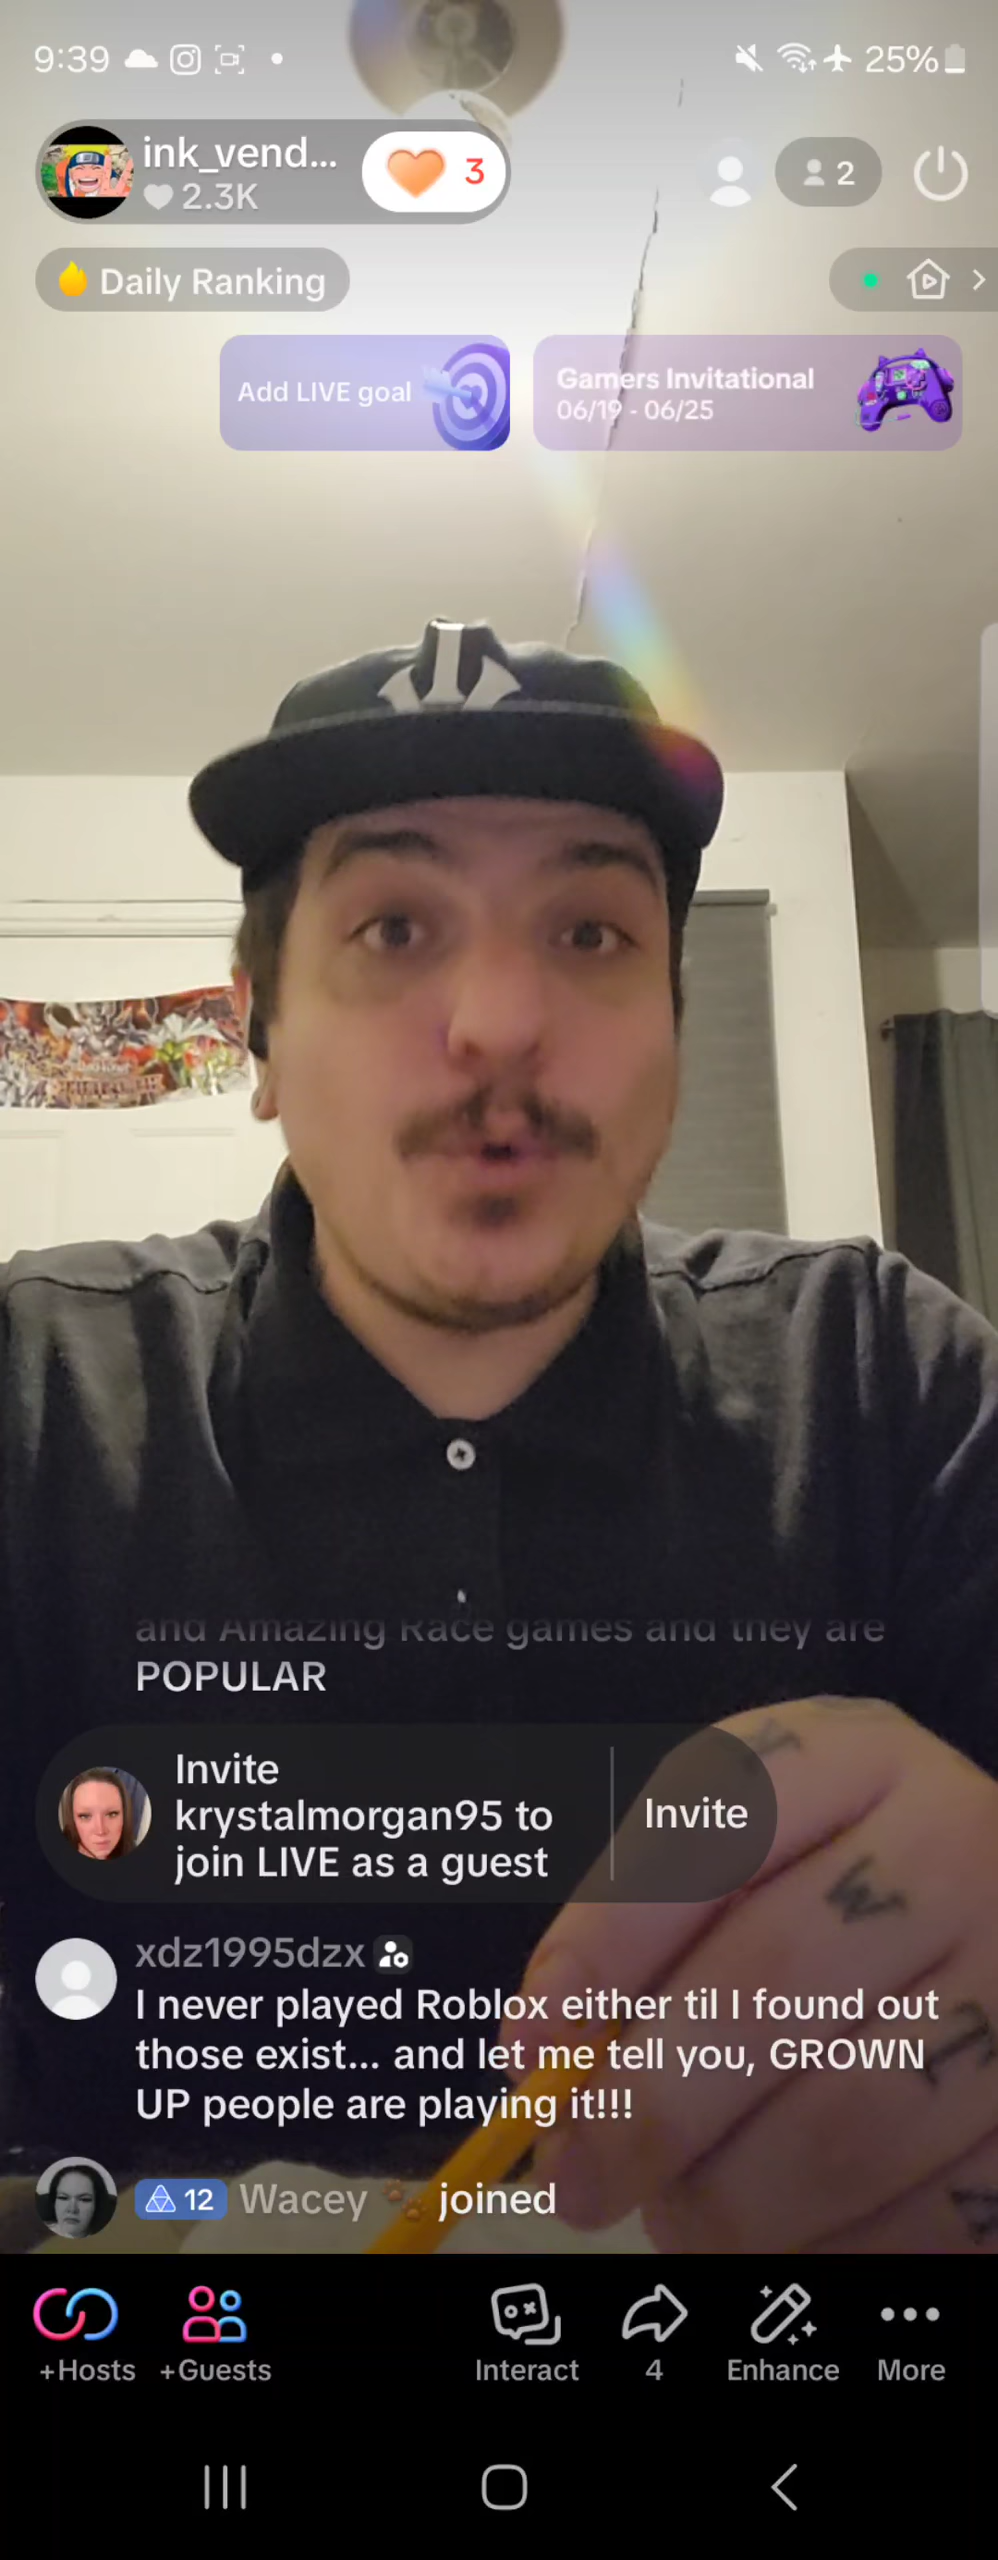 9:39
25%
ink_vend...
2.3K
3
2
Daily Ranking
Add LIVE goal
Gamers Invitational
06/19 - 06/25
and Amazing Race games and they are
POPULAR
Invite
krystalmorgan95 to
join LIVE as a guest
Invite
xdz1995dzx
I never played Roblox either til I found out
those exist... and let me tell you, GROWN
UP people are playing it!!!
12 Wacey joined
+Hosts
+Guests
Interact
4
Enhance
More